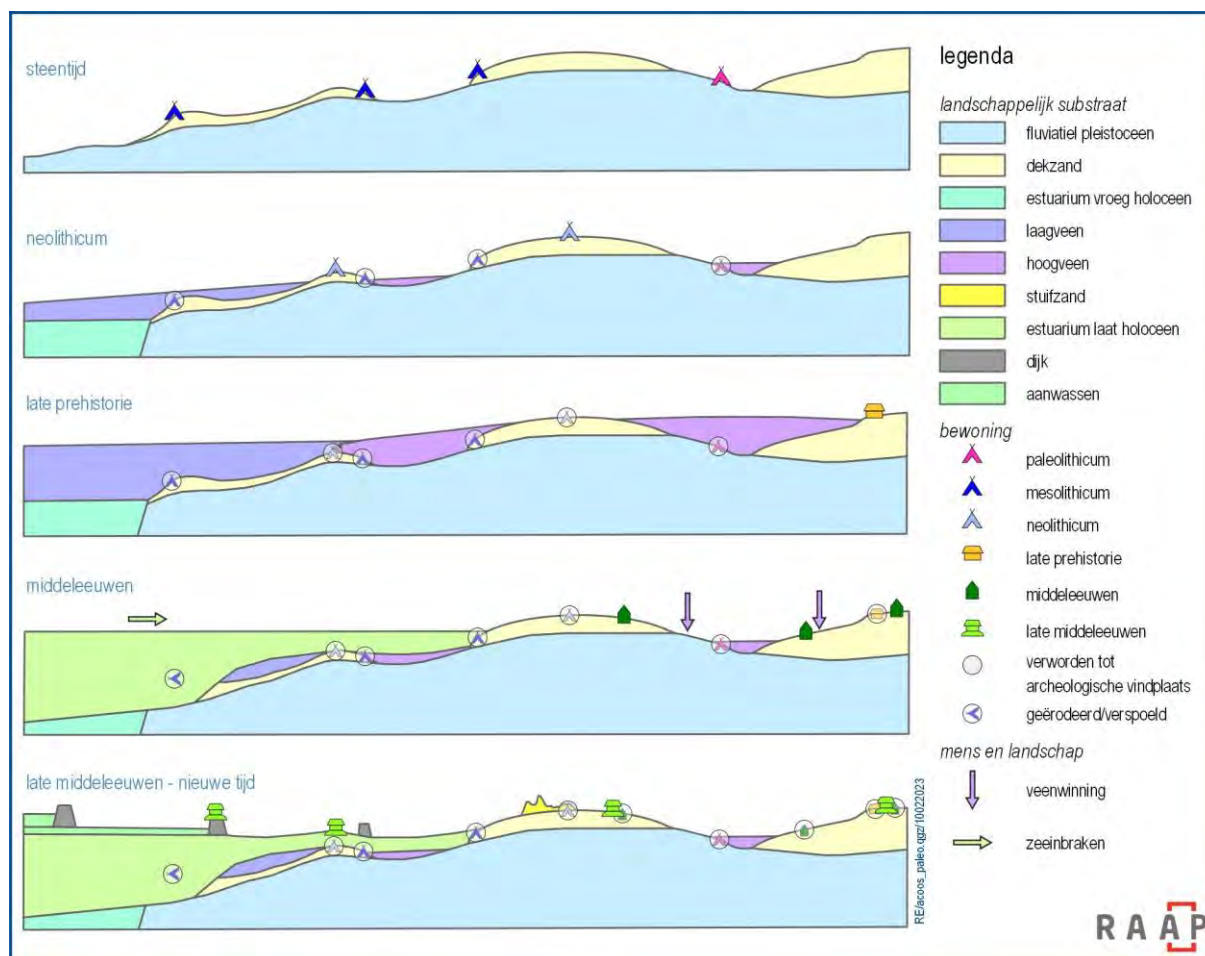 steentijd
neolithicum
late prehistorie
middeleeuwen
late middeleeuwen - nieuwe tijd
RE/acoos_paleo.qgz/10022023
legenda
landschappelijk substraat
fluviatiel pleistoceen
dekzand
estuarium vroeg holoceen
laagveen
hoogveen
stuifzand
estuarium laat holoceen
dijk
aanwassen
bewoning
paleolithicum
mesolithicum
neolithicum
late prehistorie
middeleeuwen
late middeleeuwen
verworden tot
archeologische vindplaats
geërodeerd/verspoeld
mens en landschap
veenwinning
zeeinbraken
RAAP